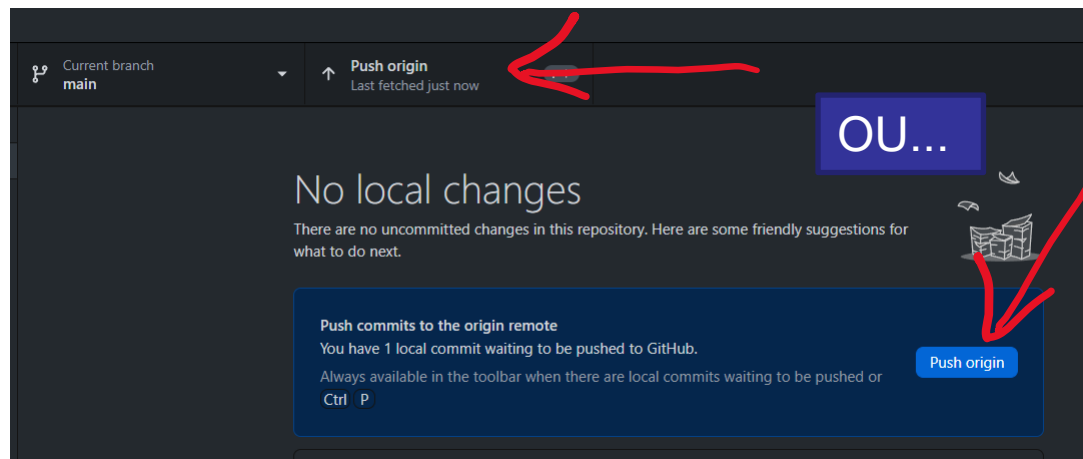 Current branch
main
Push origin
Last fetched just now
OU...
No local changes
There are no uncommitted changes in this repository. Here are some friendly suggestions for
what to do next.
Push commits to the origin remote
You have 1 local commit waiting to be pushed to GitHub.
Push origin
Always available in the toolbar when there are local commits waiting to be pushed or
Ctrl P